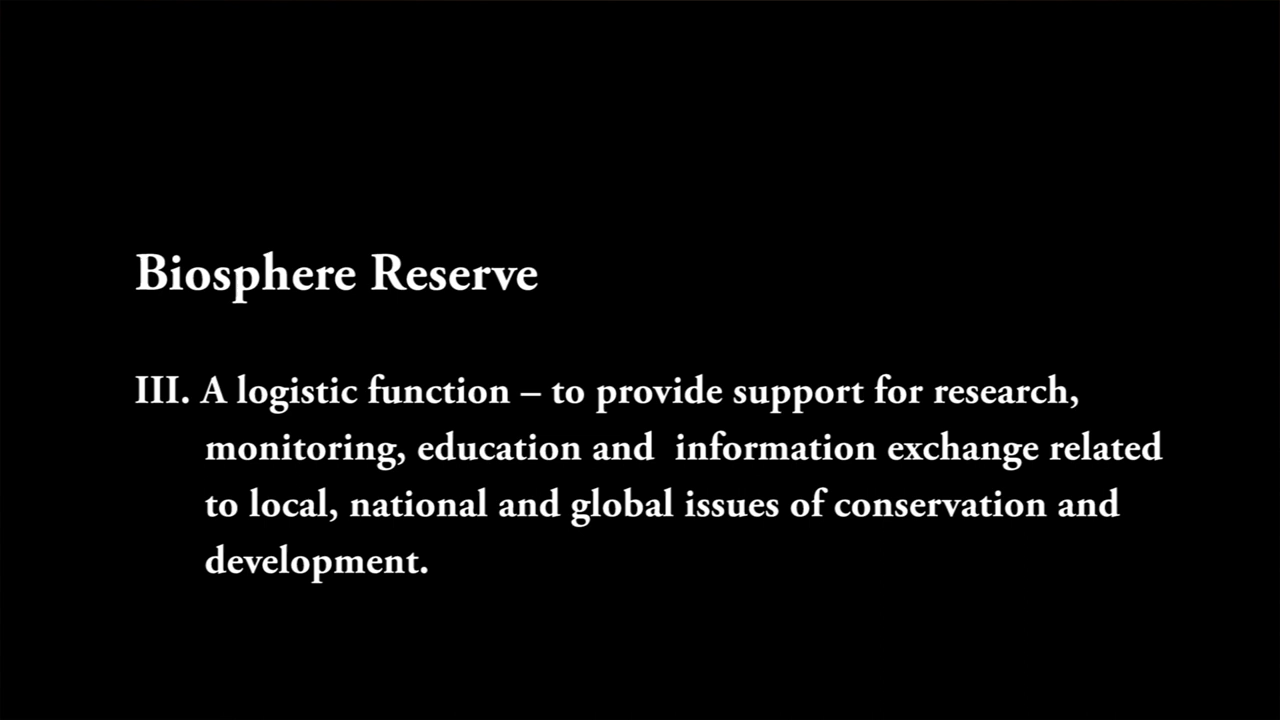 Biosphere Reserve
III. A logistic function – to provide support for research,
monitoring, education and  information exchange related
to local, national and global issues of conservation and
development.